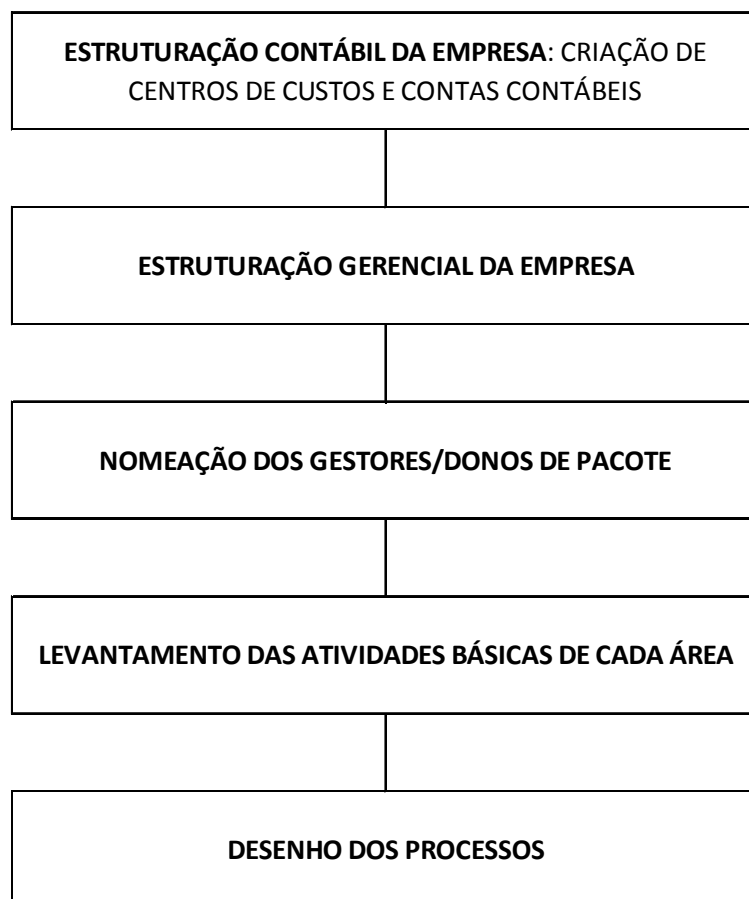 ESTRUTURAÇÃO CONTÁBIL DA EMPRESA: CRIAÇÃO DE
CENTROS DE CUSTOS E CONTAS CONTÁBEIS
ESTRUTURAÇÃO GERENCIAL DA EMPRESA
NOMEAÇÃO DOS GESTORES/DONOS DE PACOTE
LEVANTAMENTO DAS ATIVIDADES BÁSICAS DE CADA ÁREA
DESENHO DOS PROCESSOS